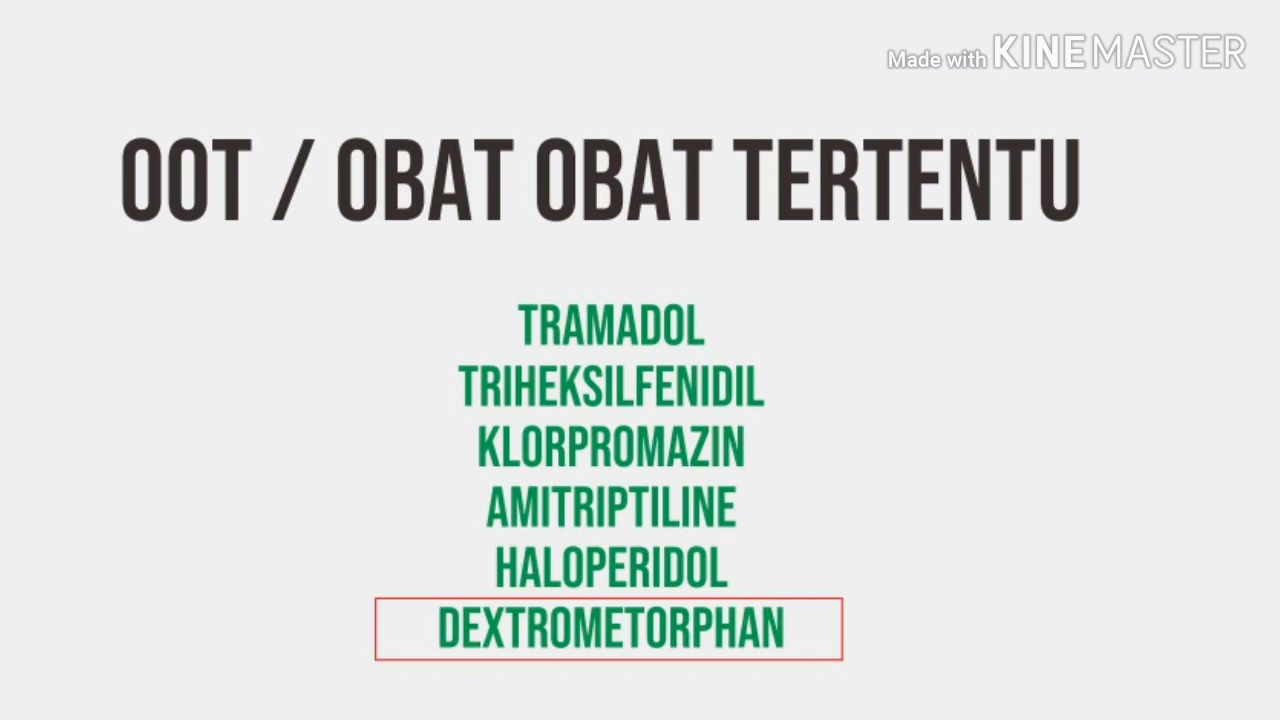 Made with KINEMASTER
OOT / OBAT OBAT TERTENTU
TRAMADOL
TRIHEKSILFENIDIL
KLORPROMAZIN
AMITRIPTILINE
HALOPERIDOL
DEXTROMETORPHAN